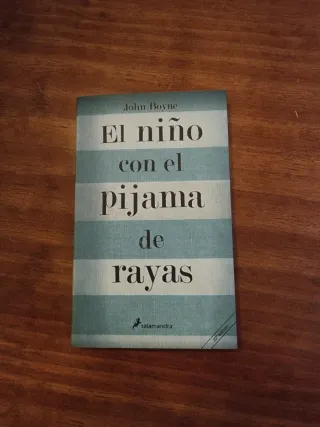 John Boyne
El niño
con el
pijama
de
rayas
salamandra